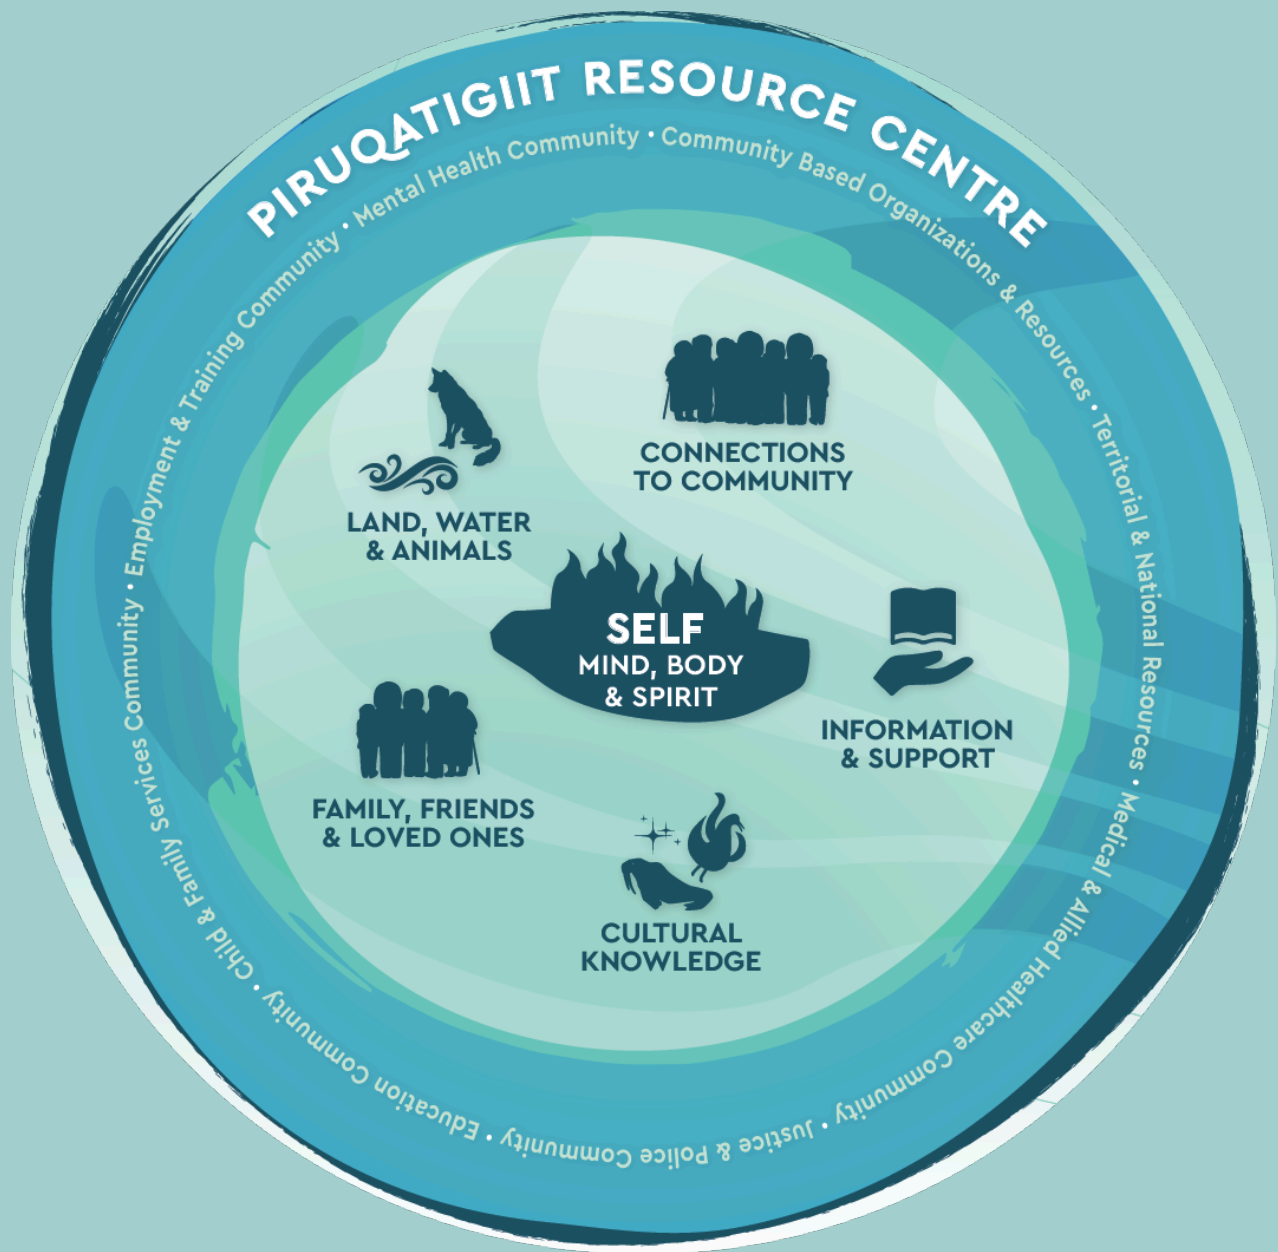 PIRUQATIGIIT RESOURCE CENTRE
Mental Health Community • Community Based Organizations & Resources • Territorial & National Resources • Medical & Allied Healthcare Community • Justice & Police Community • Education Community • Child & Family Services Community • Employment & Training Community •
LAND, WATER
& ANIMALS
CONNECTIONS
TO COMMUNITY
SELF
MIND, BODY
& SPIRIT
INFORMATION
& SUPPORT
FAMILY, FRIENDS
& LOVED ONES
CULTURAL
KNOWLEDGE